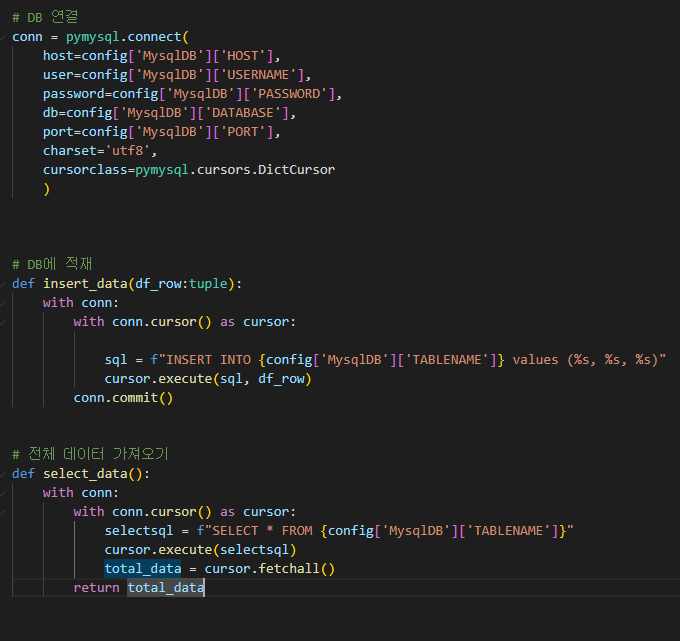 # DB 연결
conn = pymysql.connect(
    host=config['MysqlDB']['HOST'],
    user=config['MysqlDB']['USERNAME'],
    password=config['MysqlDB']['PASSWORD'],
    db=config['MysqlDB']['DATABASE'],
    port=config['MysqlDB']['PORT'],
    charset='utf8',
    cursorclass=pymysql.cursors.DictCursor
    )
# DB에 적재
def insert_data(df_row:tuple):
    with conn:
        with conn.cursor() as cursor:
            sql = f"INSERT INTO {config['MysqlDB']['TABLENAME']} values (%s, %s, %s)"
            cursor.execute(sql, df_row)
        conn.commit()
# 전체 데이터 가져오기
def select_data():
    with conn:
        with conn.cursor() as cursor:
            selectsql = f"SELECT * FROM {config['MysqlDB']['TABLENAME']}"
            cursor.execute(selectsql)
            total_data = cursor.fetchall()
        return total_data